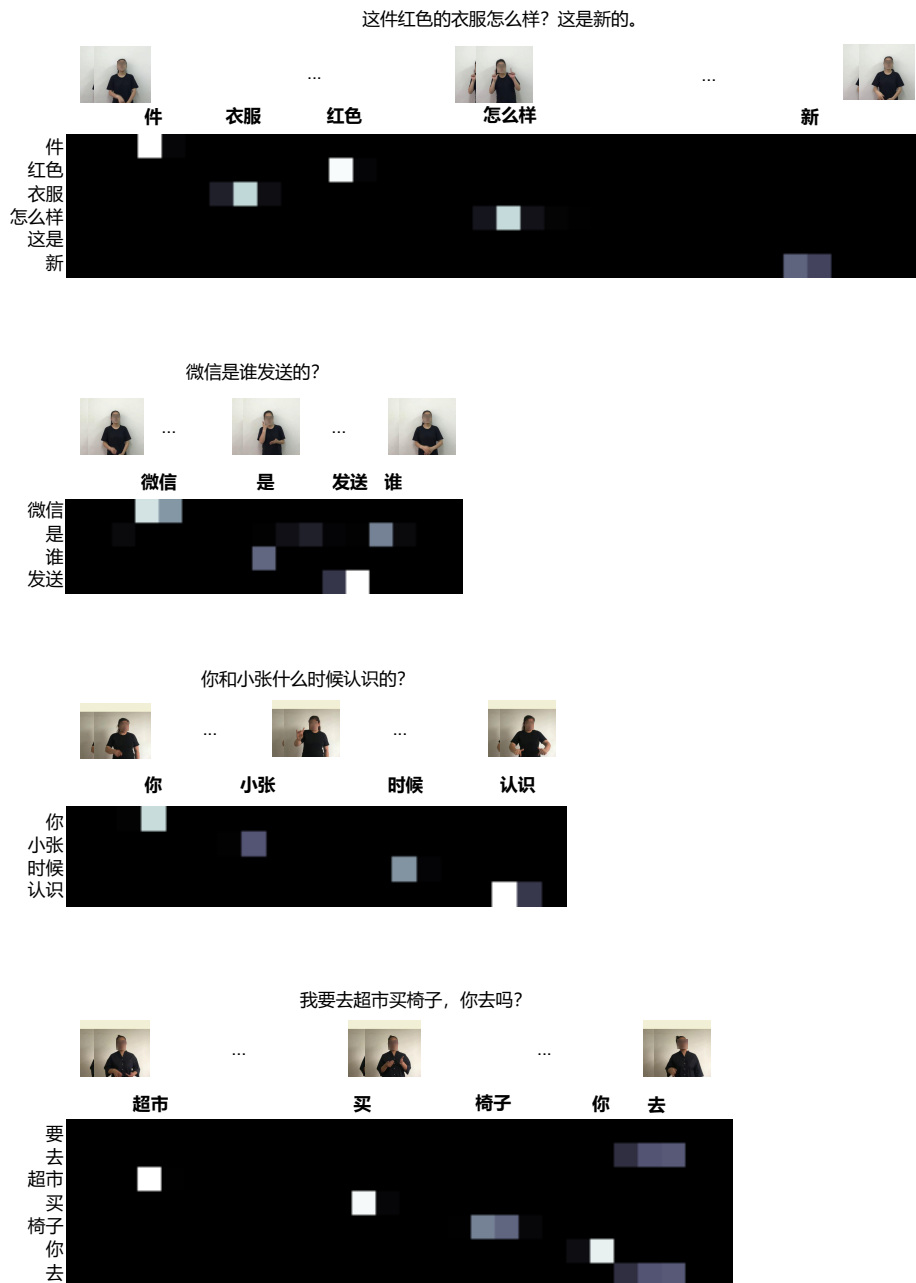 这件红色的衣服怎么样？这是新的。
... ...
件 衣服 红色 怎么样 新
件
红色
衣服
怎么样
这是
新
微信是谁发送的？
... ...
微信 是 发送 谁
微信
是
谁
发送
你和小张什么时候认识的？
... ...
你 小张 时候 认识
你
小张
时候
认识
我要去超市买椅子，你去吗？
... ...
超市 买 椅子 你 去
要
去
超市
买
椅子
你
去